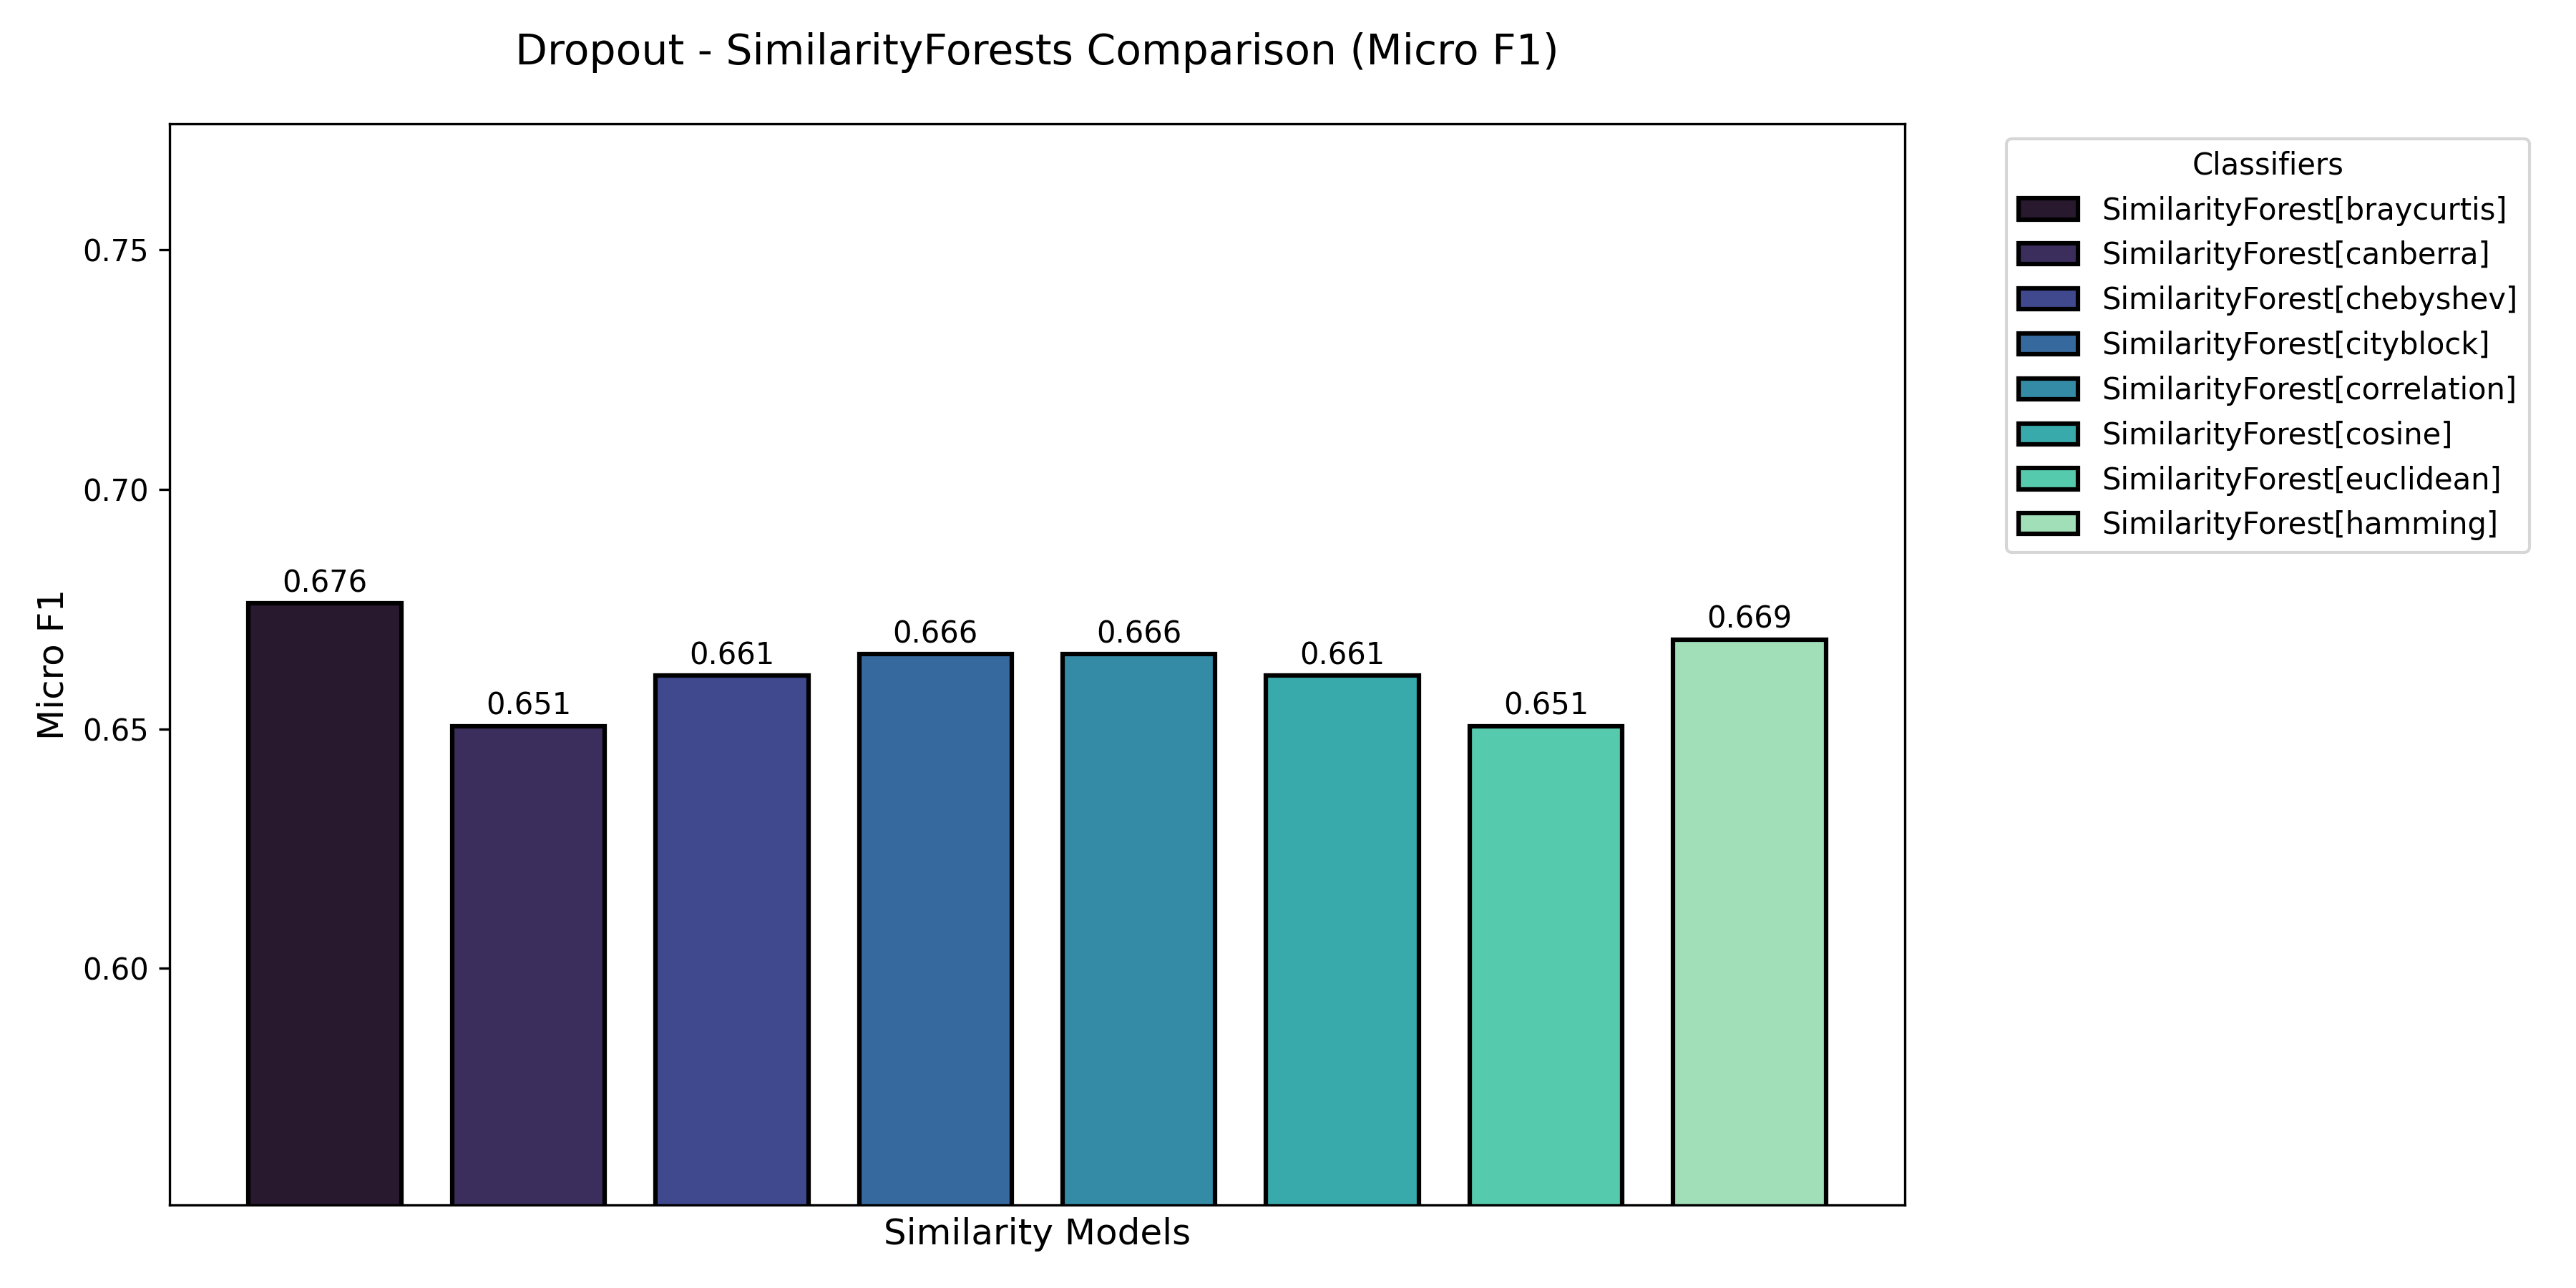 Dropout - SimilarityForests Comparison (Micro F1)
Micro F1
0.75
0.70
0.65
0.60
0.676
0.651
0.661
0.666
0.666
0.661
0.651
0.669
Similarity Models
Classifiers
SimilarityForest[braycurtis]
SimilarityForest[canberra]
SimilarityForest[chebyshev]
SimilarityForest[cityblock]
SimilarityForest[correlation]
SimilarityForest[cosine]
SimilarityForest[euclidean]
SimilarityForest[hamming]